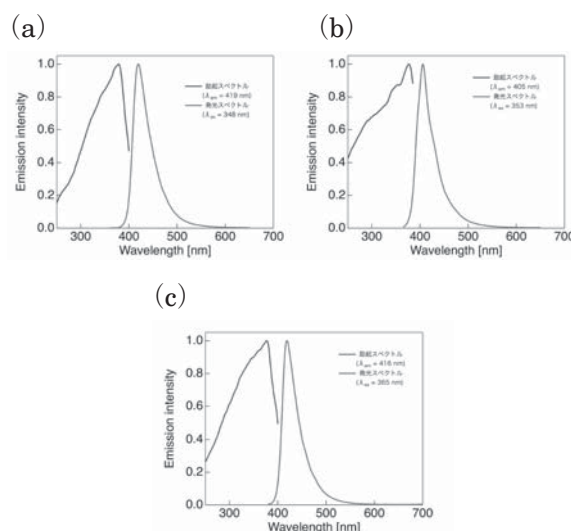 (a)
(b)
Emission intensity
1.0
0.8
0.6
0.4
0.2
0.0
励起スペクトル
(λem = 419 nm)
発光スペクトル
(λex = 348 nm)
300 400 500 600 700
Wavelength [nm]
Emission intensity
1.0
0.8
0.6
0.4
0.2
0.0
励起スペクトル
(λem = 405 nm)
発光スペクトル
(λex = 353 nm)
300 400 500 600 700
Wavelength [nm]
(c)
Emission intensity
1.0
0.8
0.6
0.4
0.2
0.0
励起スペクトル
(λem = 418 nm)
発光スペクトル
(λex = 365 nm)
300 400 500 600 700
Wavelength [nm]